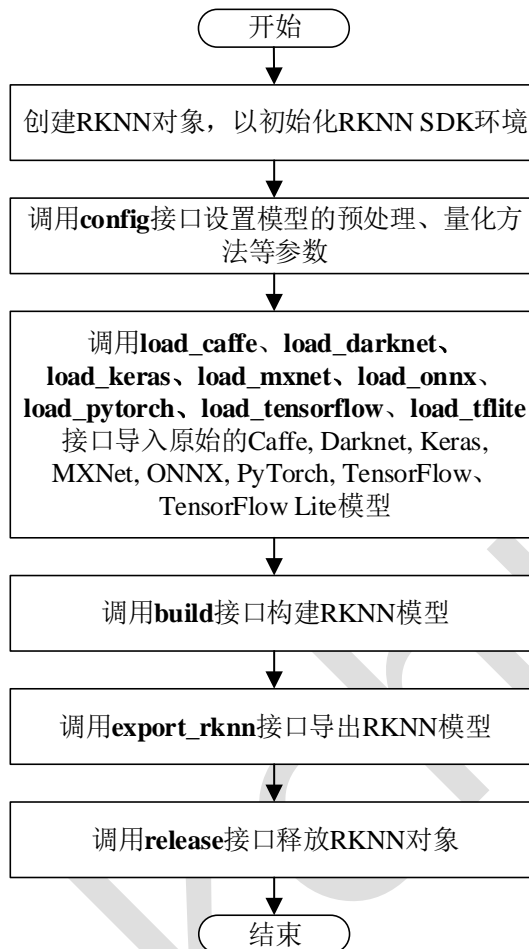 开始
创建RKNN对象，以初始化RKNN SDK环境
调用config接口设置模型的预处理、量化方
法等参数
调用load_caffe、load_darknet、
load_keras、load_mxnet、load_onnx、
load_pytorch、load_tensorflow、load_tflite
接口导入原始的Caffe, Darknet, Keras,
MXNet, ONNX, PyTorch, TensorFlow、
TensorFlow Lite模型
调用build接口构建RKNN模型
调用export_rknn接口导出RKNN模型
调用release接口释放RKNN对象
结束